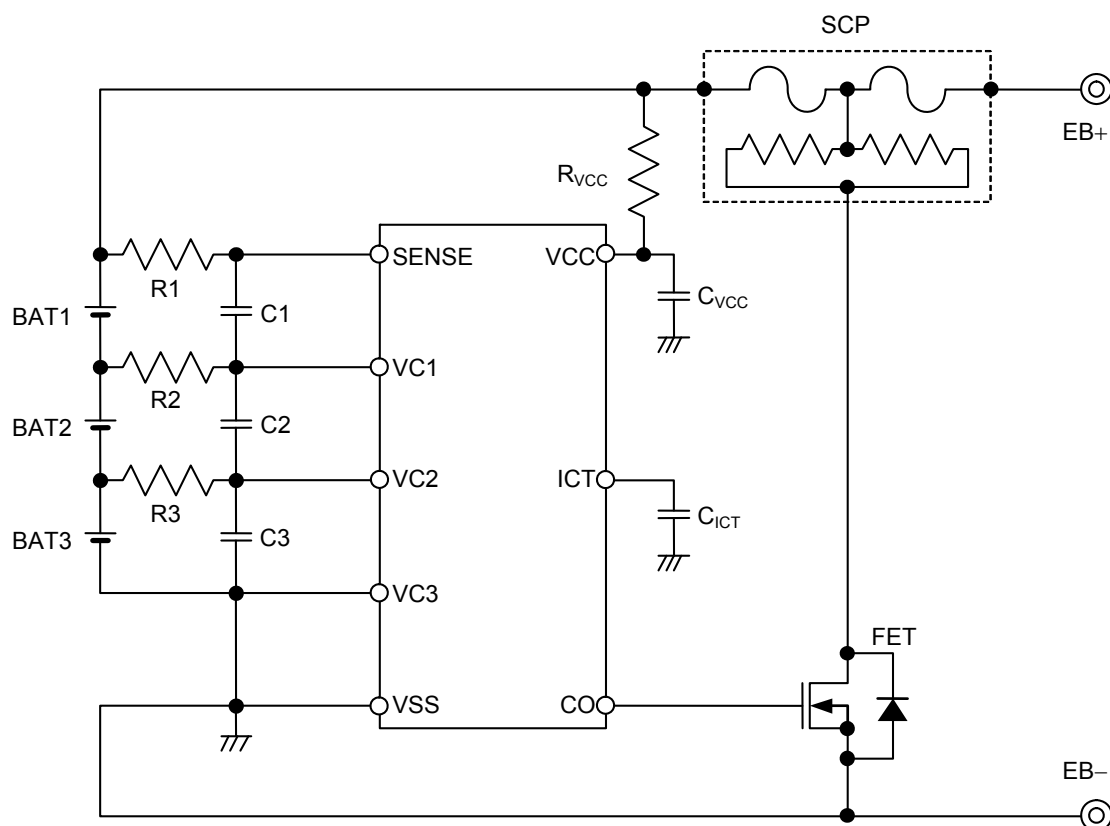 SCP
EB+
RVCC
SENSE
VCC
R1
C1
CVCC
BAT1
VC1
R2
BAT2
C2
VC2
ICT
R3
CICT
BAT3
C3
VC3
FET
VSS
CO
EB−